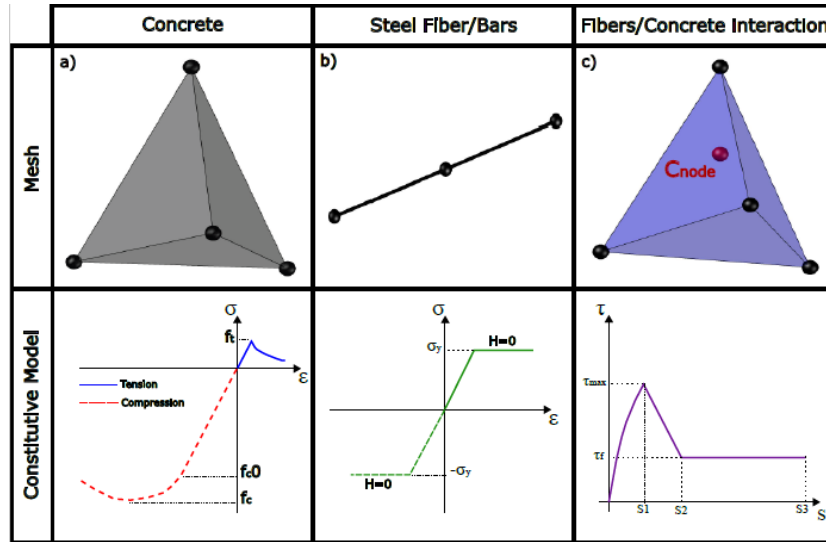 Concrete
Steel Fiber/Bars
Fibers/Concrete Interaction
Mesh
a)
b)
c)
Cnode
Constitutive Model
σ
ft
ε
Tension
Compression
fc0
fc
σ
H=0
σy
ε
-σy
H=0
τ
τmax
τf
S1
S2
S3
S